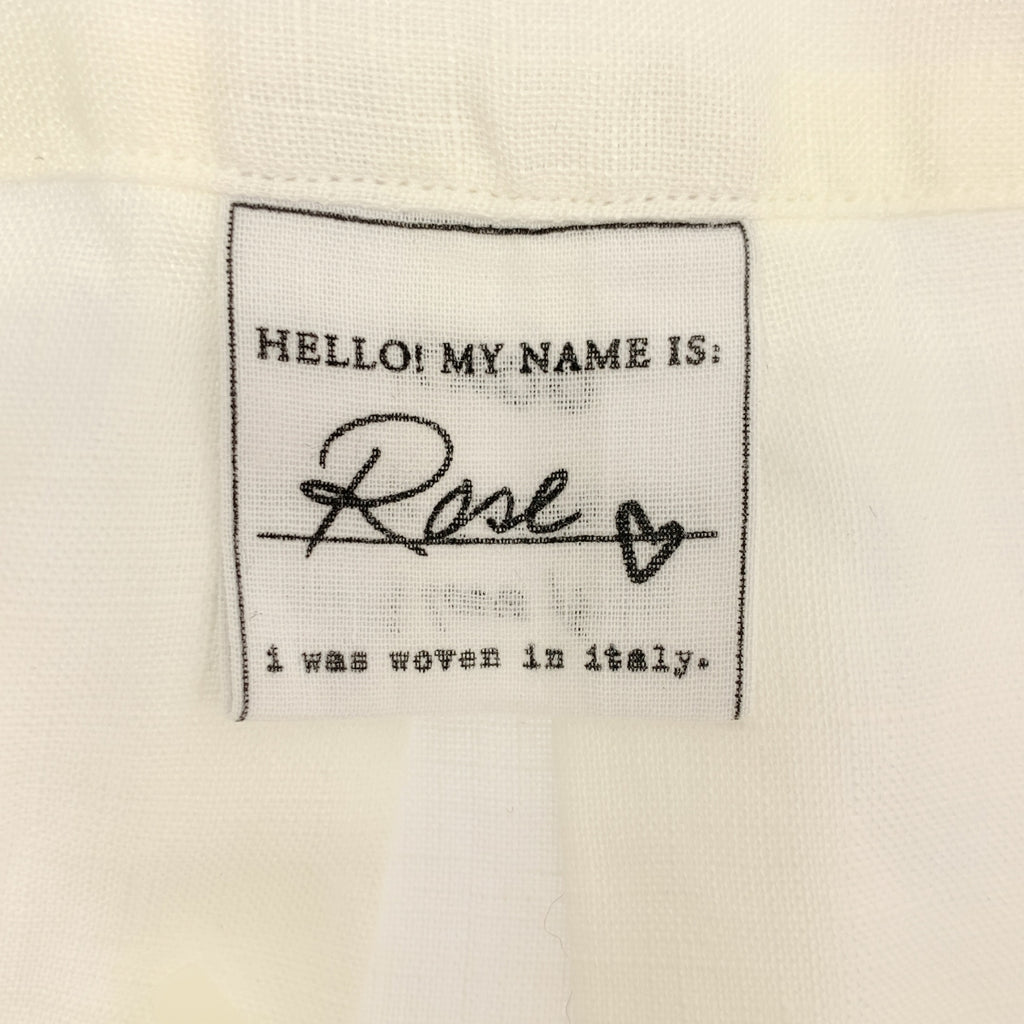 HELLO! MY NAME IS:
Rose
i was woven in italy.